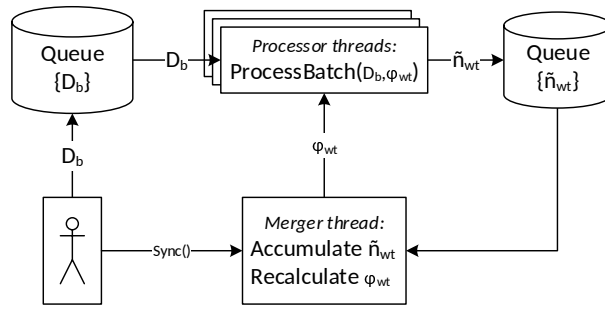 Queue
{D_b}
D_b
Processor threads:
ProcessBatch(D_b,φ_wt)
ñ_wt
Queue
{ñ_wt}
D_b
φ_wt
Sync()
Merger thread:
Accumulate ñ_wt
Recalculate φ_wt